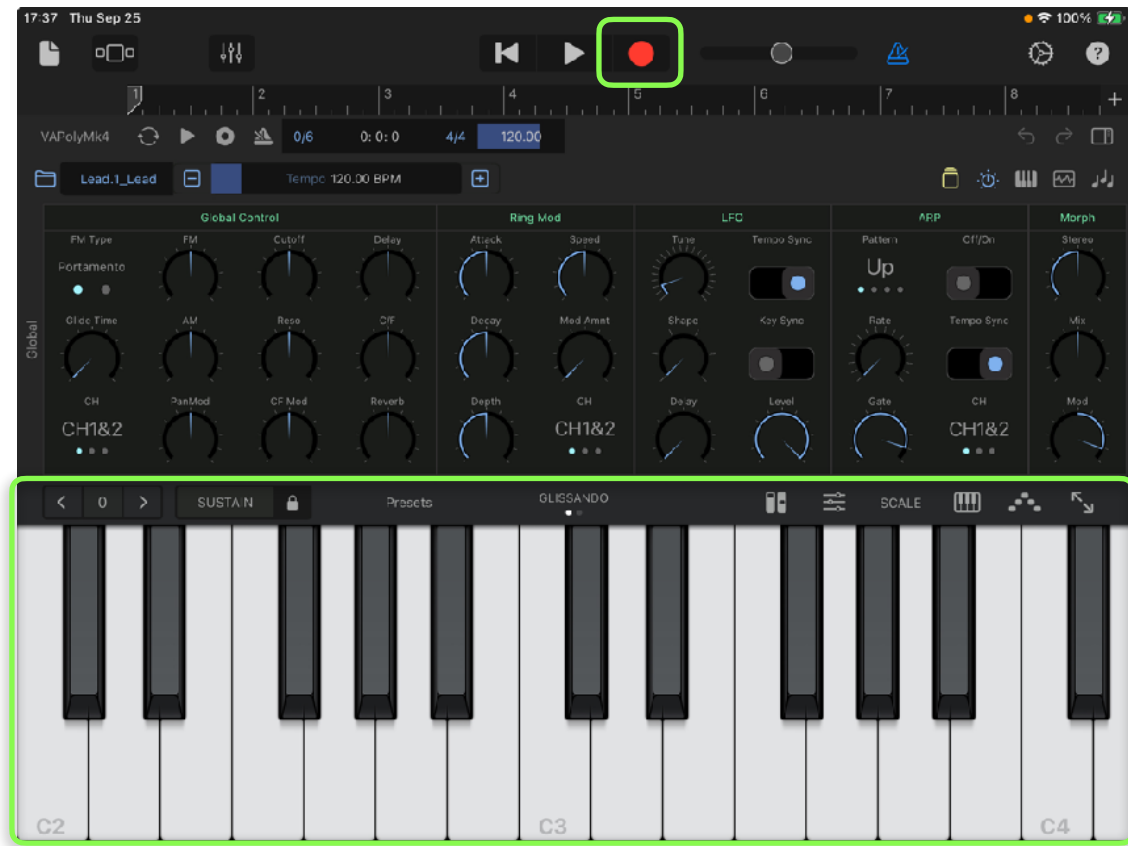 17:37 Thu Sep 25 100%
?
1 2 3 4 5 6 7 8 +
VAPolyMk4 0/6 0: 0: 0 4/4 120.00
Lead.1_Lead Tempo 120.00 BPM
Global Control Ring Mod LFO ARP Morph
FM Type FM Cutoff Delay Attack Speed Tune Tempo Sync Pattern Off/On Stereo
Portamento Up
Glide Time AM Reso Decay Mod Amnt Shape Key Sync Rate Tempo Sync Mix
Global
CH PanMod CF Mod Reverb Depth CH Delay Level Gate CH Mod
CH1&2 CH1&2 CH1&2
< 0 > SUSTAIN Presets GLISSANDO SCALE
C2 C3 C4